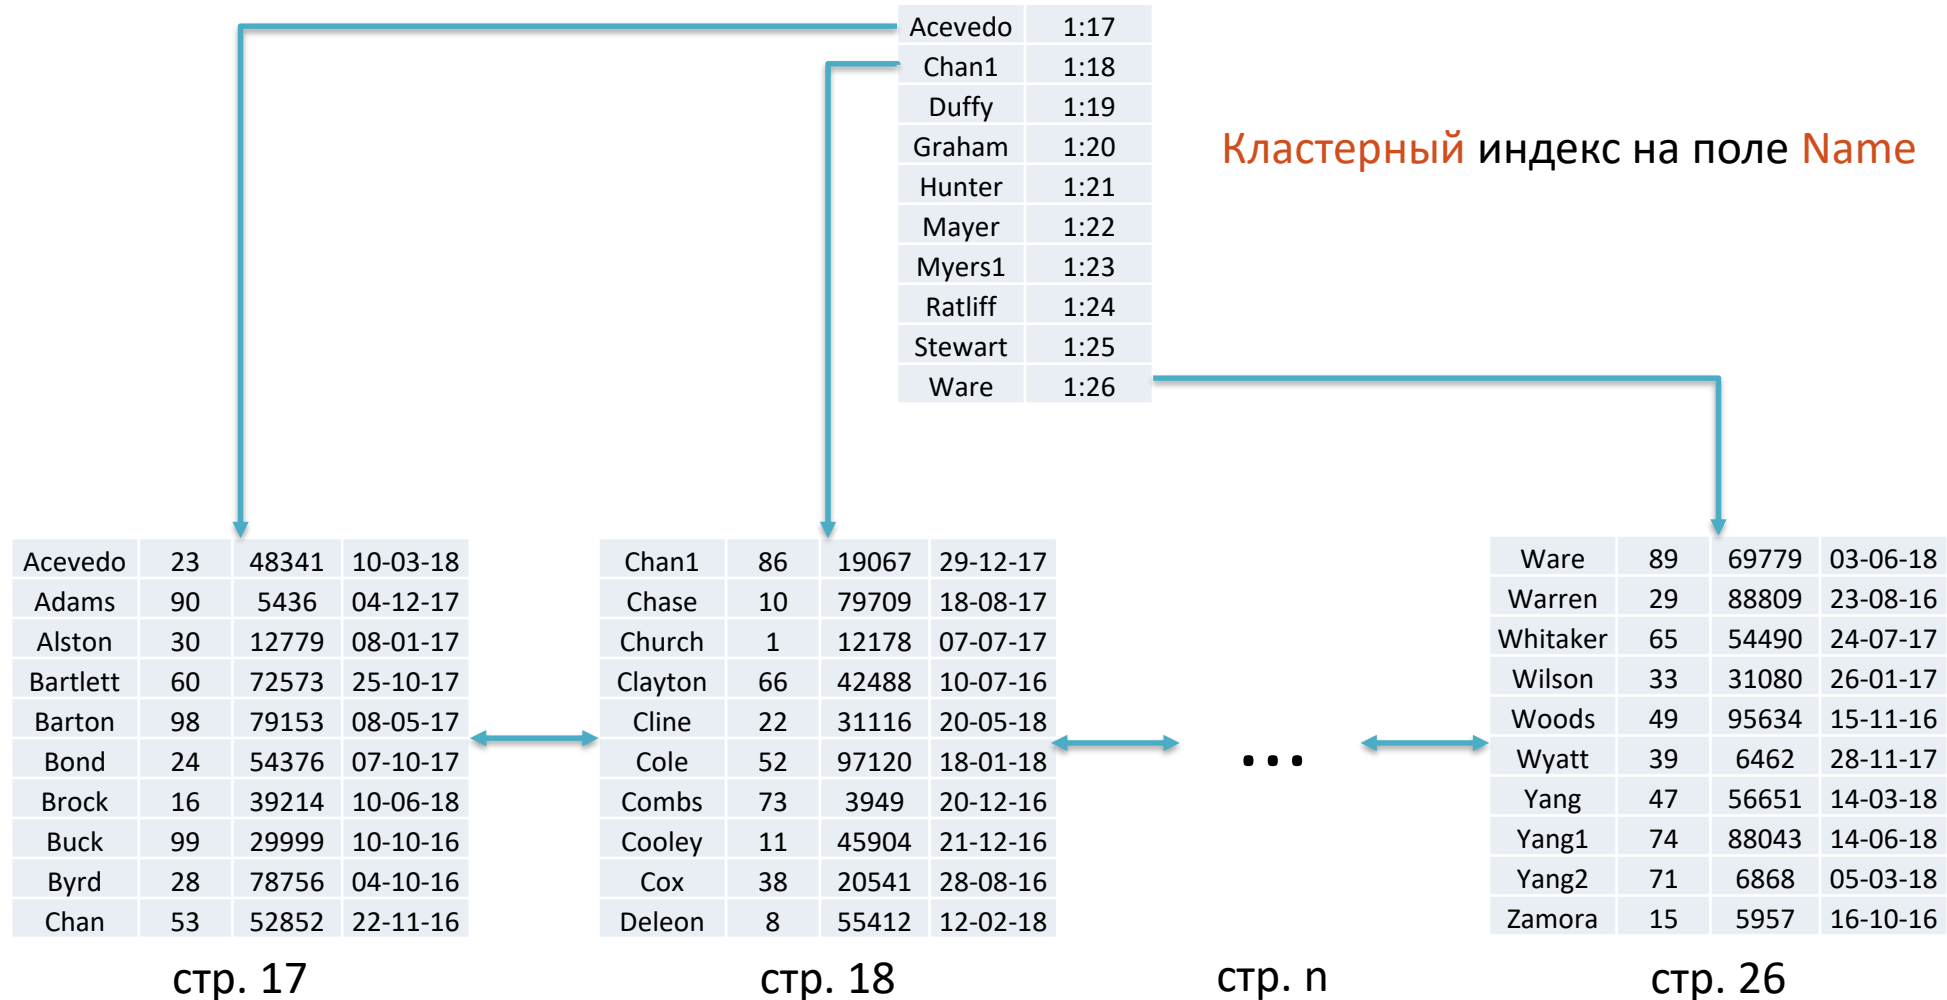 Acevedo 1:17
Chan1 1:18
Duffy 1:19
Graham 1:20
Hunter 1:21
Mayer 1:22
Myers1 1:23
Ratliff 1:24
Stewart 1:25
Ware 1:26
Кластерный индекс на поле Name
Acevedo 23 48341 10-03-18
Adams 90 5436 04-12-17
Alston 30 12779 08-01-17
Bartlett 60 72573 25-10-17
Barton 98 79153 08-05-17
Bond 24 54376 07-10-17
Brock 16 39214 10-06-18
Buck 99 29999 10-10-16
Byrd 28 78756 04-10-16
Chan 53 52852 22-11-16
стр. 17
Chan1 86 19067 29-12-17
Chase 10 79709 18-08-17
Church 1 12178 07-07-17
Clayton 66 42488 10-07-16
Cline 22 31116 20-05-18
Cole 52 97120 18-01-18
Combs 73 3949 20-12-16
Cooley 11 45904 21-12-16
Cox 38 20541 28-08-16
Deleon 8 55412 12-02-18
стр. 18
...
стр. n
Ware 89 69779 03-06-18
Warren 29 88809 23-08-16
Whitaker 65 54490 24-07-17
Wilson 33 31080 26-01-17
Woods 49 95634 15-11-16
Wyatt 39 6462 28-11-17
Yang 47 56651 14-03-18
Yang1 74 88043 14-06-18
Yang2 71 6868 05-03-18
Zamora 15 5957 16-10-16
стр. 26